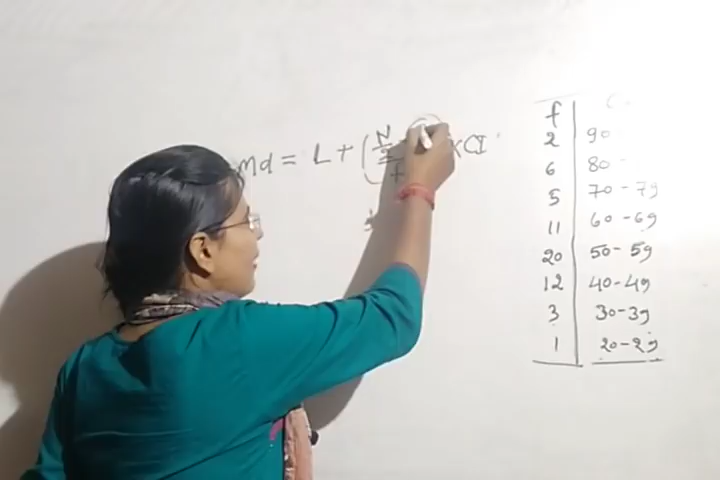 Md = L + ( N/2 f × CI
f
2 90
6 80 -
5 70 - 79
11 60 - 69
20 50 - 59
12 40 - 49
3 30 - 39
1 20 - 29